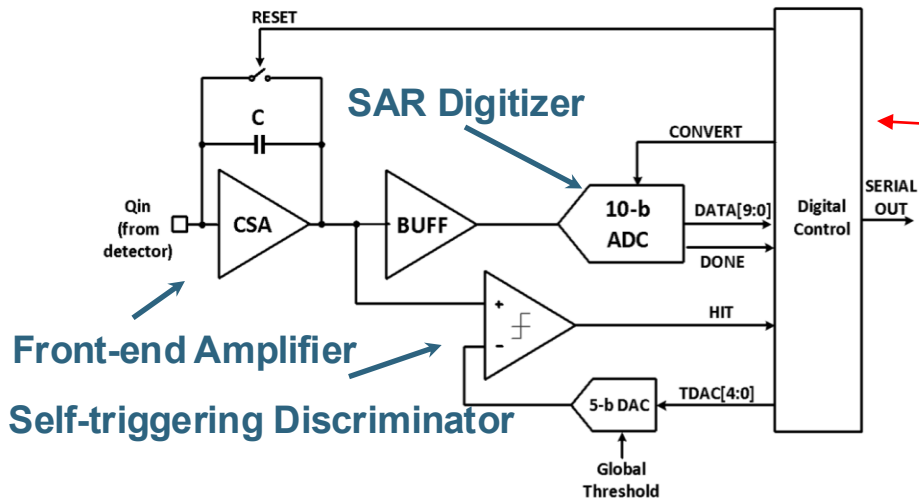 RESET
SAR Digitizer
C
CONVERT
SERIAL
OUT
Qin
(from
detector)
CSA
BUFF
10-b
ADC
DATA[9:0]
Digital
Control
DONE
+
HIT
Front-end Amplifier
-
Self-triggering Discriminator
5-b DAC
TDAC[4:0]
Global
Threshold